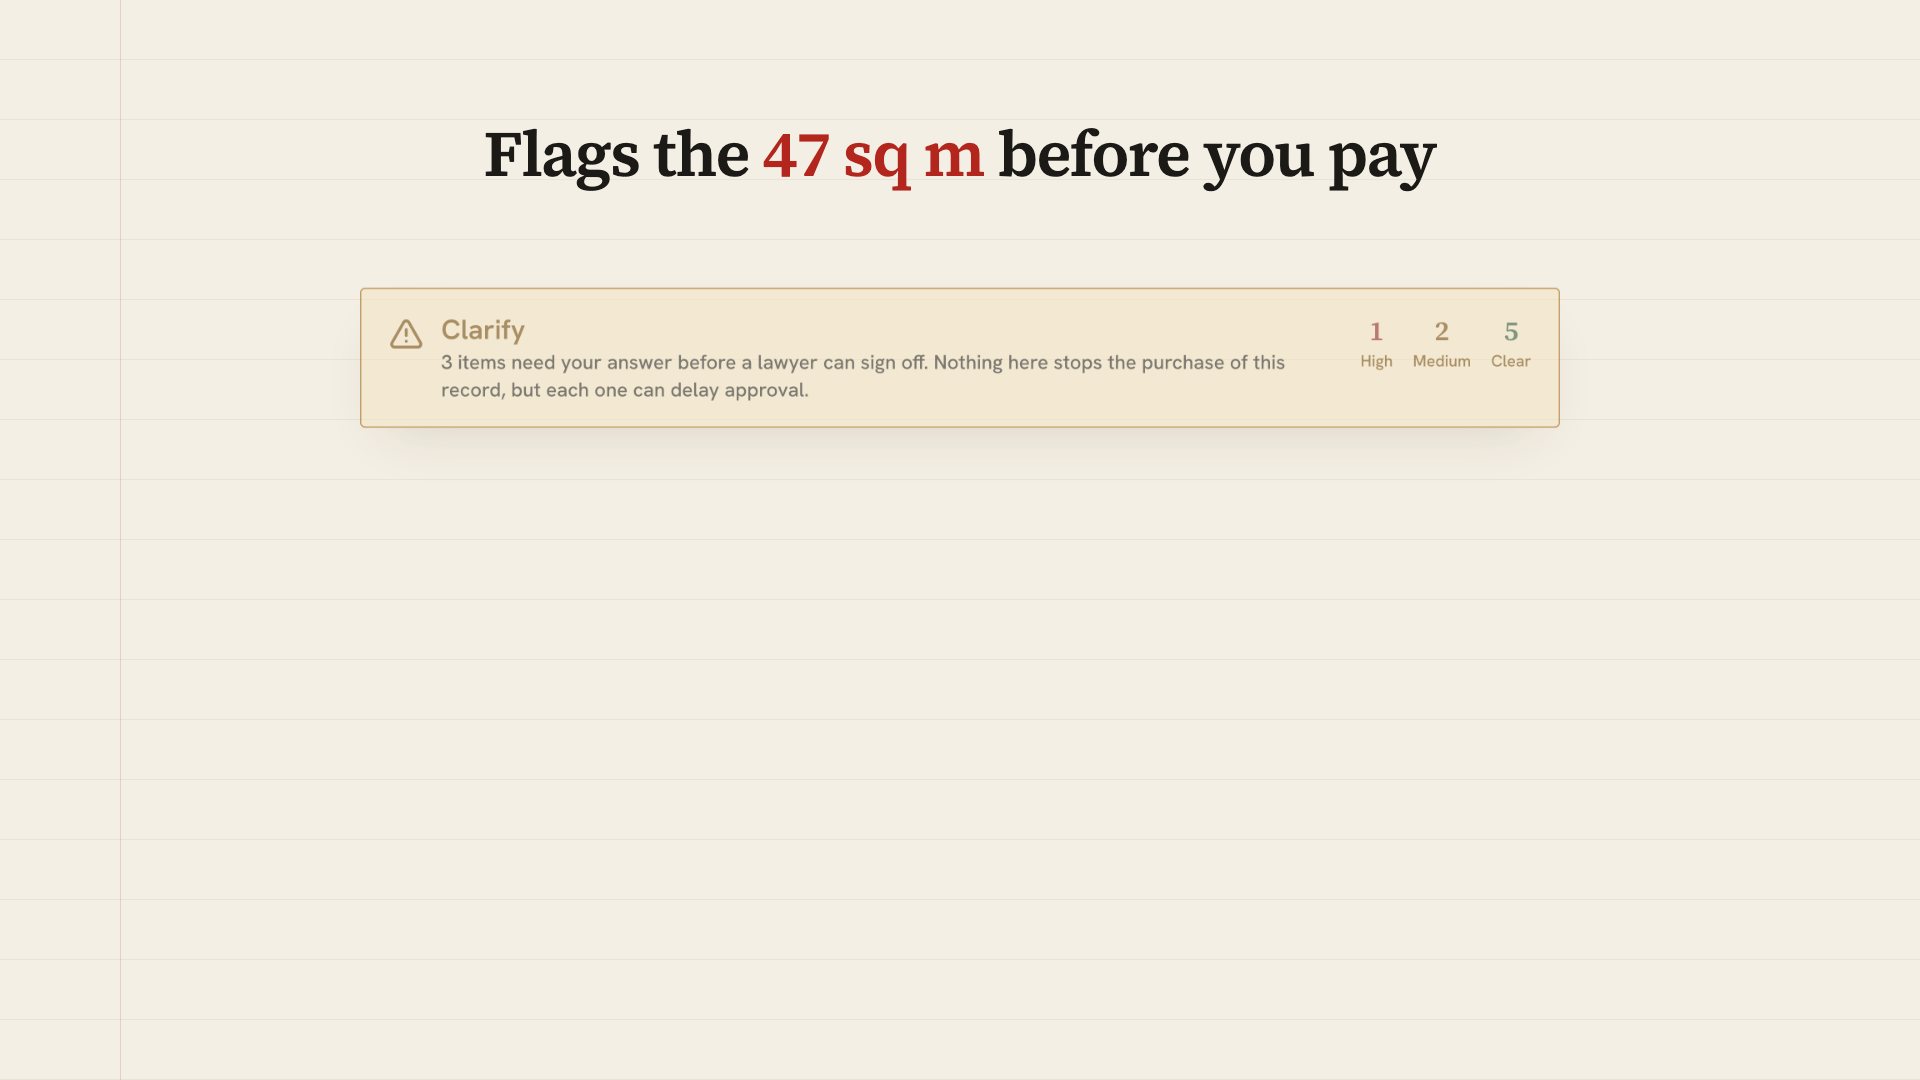 Flags the 47 sq m before you pay
Clarify
3 items need your answer before a lawyer can sign off. Nothing here stops the purchase of this
record, but each one can delay approval.
1 2 5
High Medium Clear